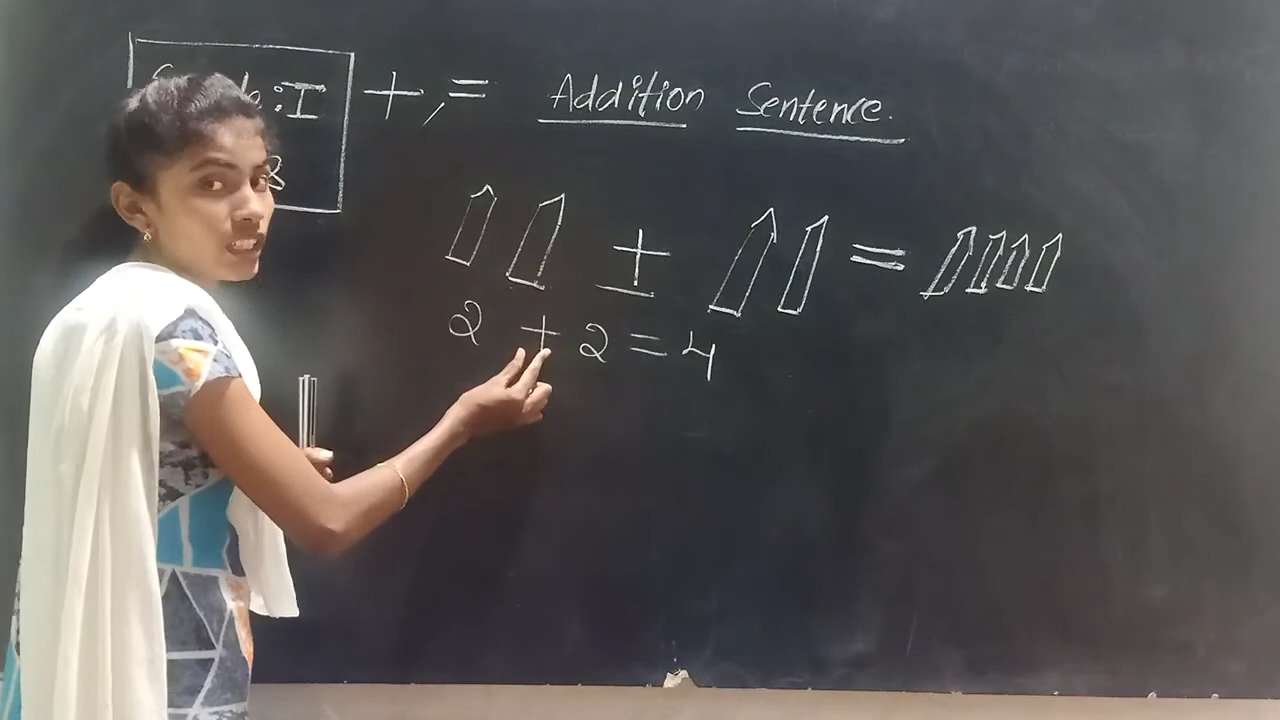 : I + , = Addition Sentence.
+ =
2 + 2 = 4